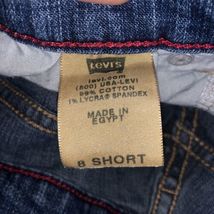 LEVI'S
levi.com
(800) USA-LEVI
99% COTTON
1% LYCRA® SPANDEX
MADE IN
EGYPT
8 SHORT